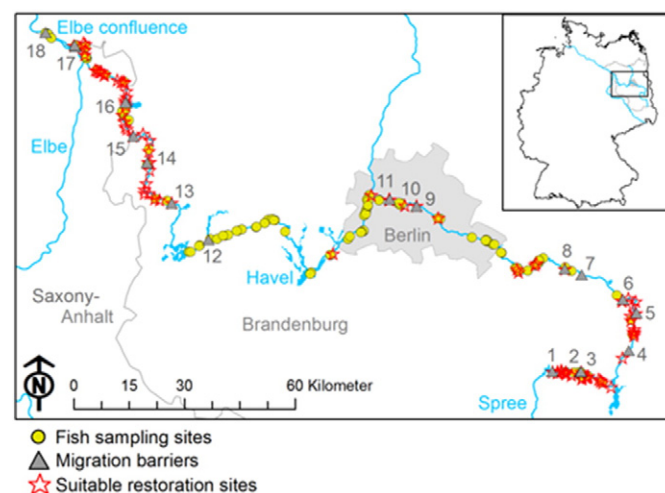 Elbe confluence
18
17
16
Elbe
15
14
13
11
10
9
Berlin
12
8
7
Havel
6
Saxony-
Anhalt
5
Brandenburg
4
1 2 3
N
0 15 30 60 Kilometer
Spree
Fish sampling sites
Migration barriers
Suitable restoration sites